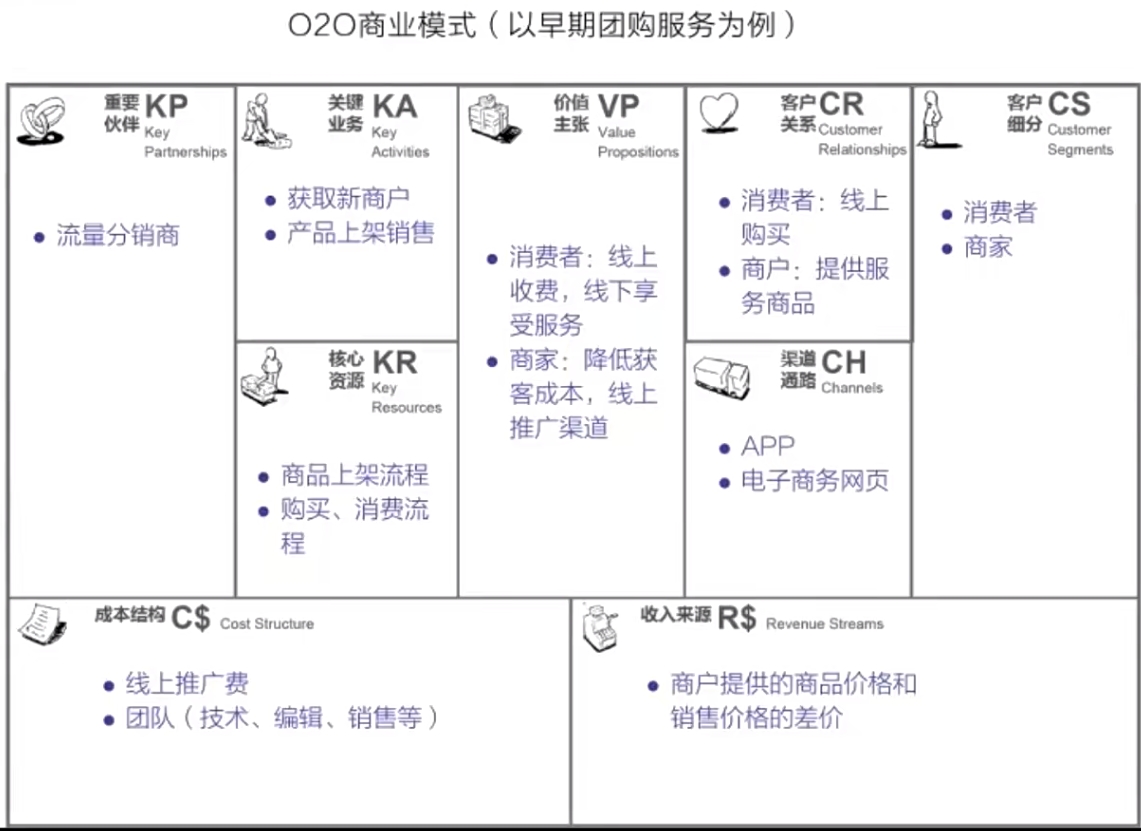 O2O商业模式（以早期团购服务为例）
重要
伙伴 KP
Key
Partnerships
流量分销商
关键
业务 KA
Key
Activities
获取新商户
产品上架销售
核心
资源 KR
Key
Resources
商品上架流程
购买、消费流
程
价值
主张 VP
Value
Propositions
消费者：线上
收费，线下享
受服务
商家：降低获
客成本，线上
推广渠道
客户
关系 CR
Customer
Relationships
消费者：线上
购买
商户：提供服
务商品
渠道
通路 CH
Channels
APP
电子商务网页
客户
细分 CS
Customer
Segments
消费者
商家
成本结构 C$ Cost Structure
线上推广费
团队（技术、编辑、销售等）
收入来源 R$ Revenue Streams
商户提供的商品价格和
销售价格的差价